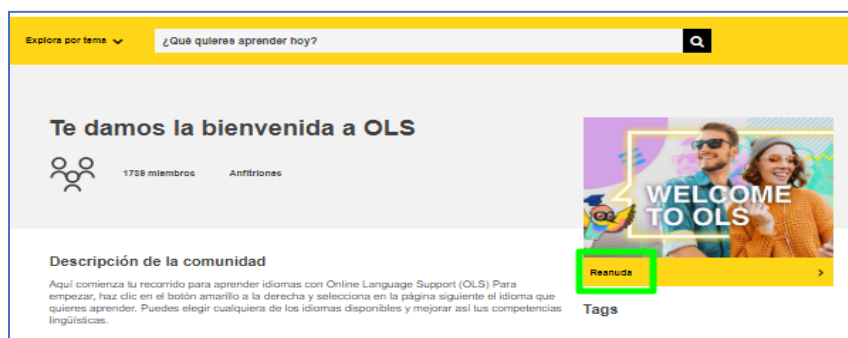 Explora por tema
¿Qué quieres aprender hoy?
Te damos la bienvenida a OLS
1739 miembros Anfitriones
WELCOME
TO OLS
Reanuda
Descripción de la comunidad
Aquí comienza tu recorrido para aprender idiomas con Online Language Support (OLS) Para
empezar, haz clic en el botón amarillo a la derecha y selecciona en la página siguiente el idioma que
quieres aprender. Puedes elegir cualquiera de los idiomas disponibles y mejorar así tus competencias
lingüísticas.
Tags